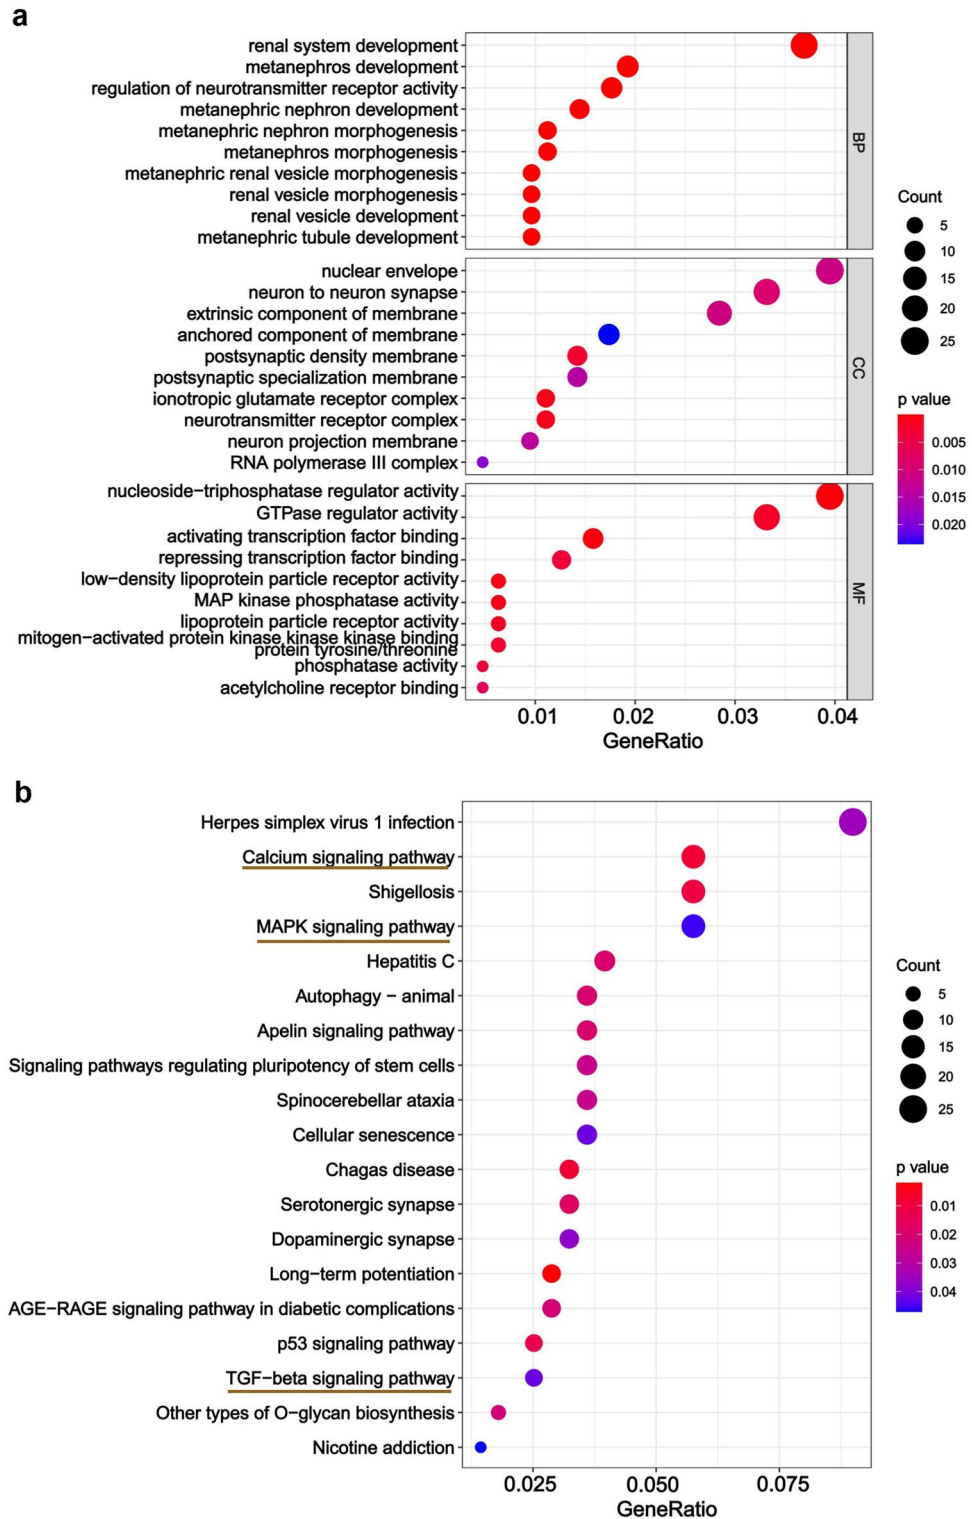 a
renal system development
metanephros development
regulation of neurotransmitter receptor activity
metanephric nephron development
metanephric nephron morphogenesis
metanephros morphogenesis
metanephric renal vesicle morphogenesis
renal vesicle morphogenesis
renal vesicle development
metanephric tubule development
BP
nuclear envelope
neuron to neuron synapse
extrinsic component of membrane
anchored component of membrane
postsynaptic density membrane
postsynaptic specialization membrane
ionotropic glutamate receptor complex
neurotransmitter receptor complex
neuron projection membrane
RNA polymerase III complex
CC
nucleoside−triphosphatase regulator activity
GTPase regulator activity
activating transcription factor binding
repressing transcription factor binding
low−density lipoprotein particle receptor activity
MAP kinase phosphatase activity
lipoprotein particle receptor activity
mitogen−activated protein kinase kinase kinase binding
protein tyrosine/threonine
phosphatase activity
acetylcholine receptor binding
MF
0.01 0.02 0.03 0.04
GeneRatio
Count
5
10
15
20
25
p value
0.005
0.010
0.015
0.020
b
Herpes simplex virus 1 infection
Calcium signaling pathway
Shigellosis
MAPK signaling pathway
Hepatitis C
Autophagy − animal
Apelin signaling pathway
Signaling pathways regulating pluripotency of stem cells
Spinocerebellar ataxia
Cellular senescence
Chagas disease
Serotonergic synapse
Dopaminergic synapse
Long−term potentiation
AGE−RAGE signaling pathway in diabetic complications
p53 signaling pathway
TGF−beta signaling pathway
Other types of O−glycan biosynthesis
Nicotine addiction
0.025 0.050 0.075
GeneRatio
Count
5
10
15
20
25
p value
0.01
0.02
0.03
0.04